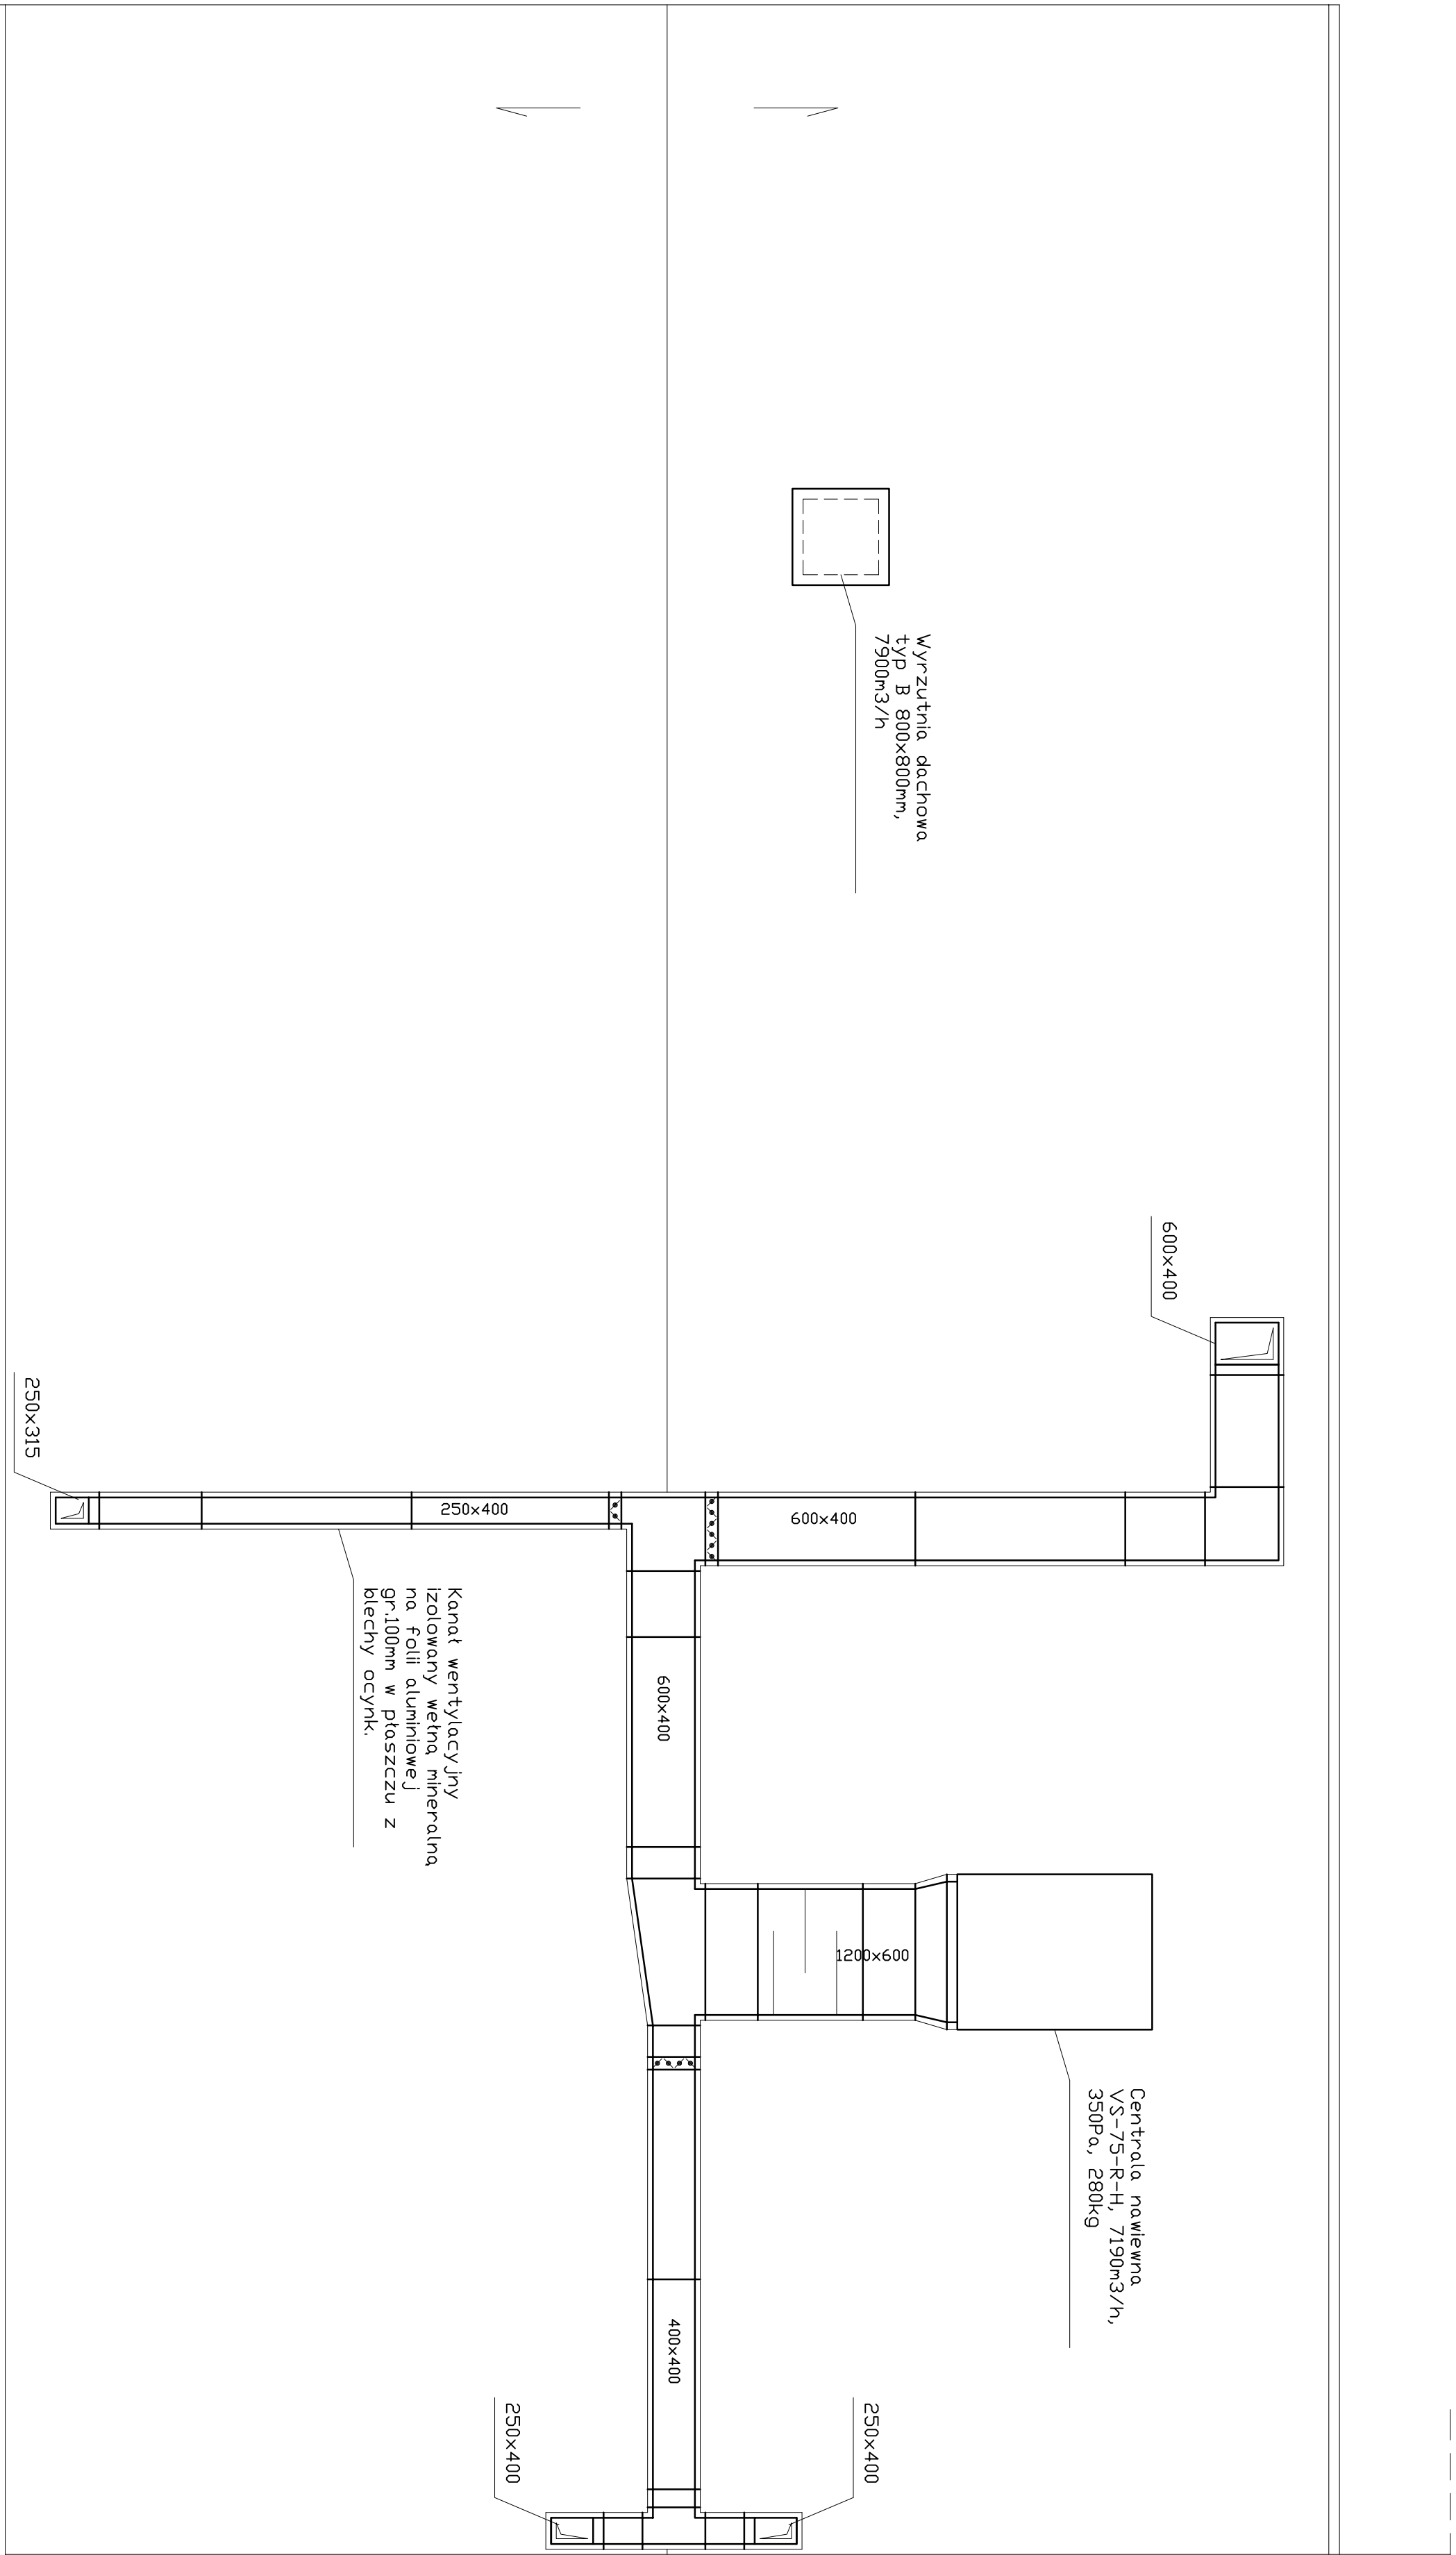 Wyrzutnia dachowa
typ B 800x800mm,
7900m3/h
600x400
250x315
250x400
600x400
Kanał wentylacyjny
izolowany wełną mineralną
na folii aluminiowej
gr.100mm w płaszczu z
blechy ocynk.
600x400
1200x600
Centrala nawiewna
VS-75-R-H, 7190m3/h,
350Pa, 280kg
400x400
250x400
250x400